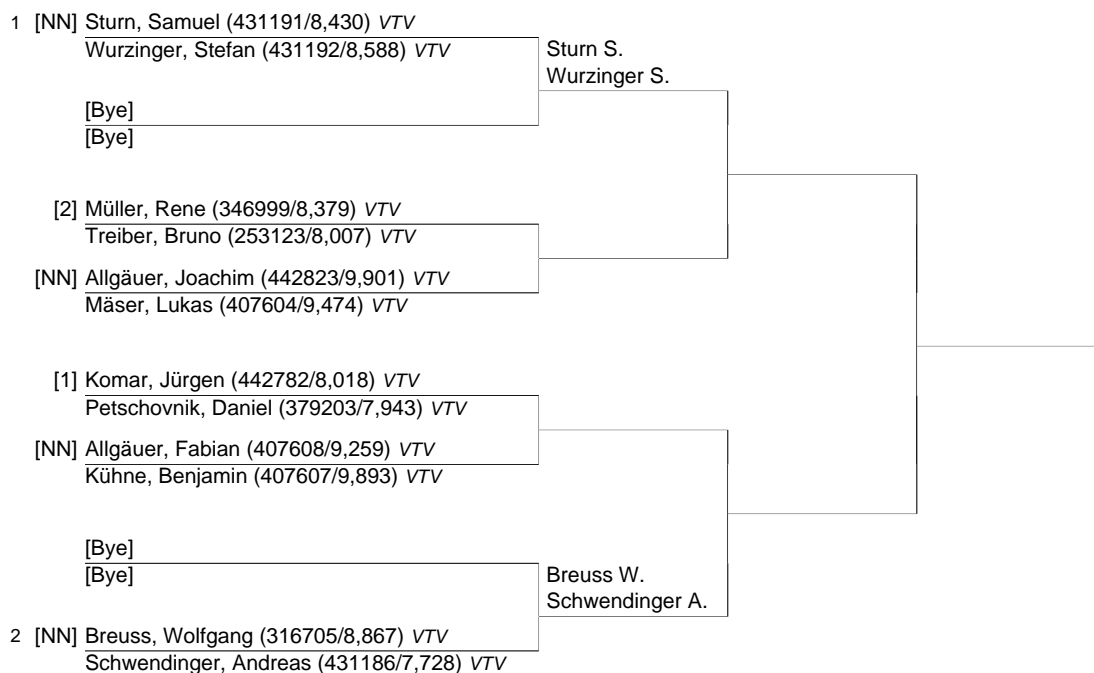 1 [NN] Sturn, Samuel (431191/8,430) VTV
Wurzinger, Stefan (431192/8,588) VTV
Sturn S.
Wurzinger S.
[Bye]
[Bye]
[2] Müller, Rene (346999/8,379) VTV
Treiber, Bruno (253123/8,007) VTV
[NN] Allgäuer, Joachim (442823/9,901) VTV
Mäser, Lukas (407604/9,474) VTV
[1] Komar, Jürgen (442782/8,018) VTV
Petschovnik, Daniel (379203/7,943) VTV
[NN] Allgäuer, Fabian (407608/9,259) VTV
Kühne, Benjamin (407607/9,893) VTV
[Bye]
[Bye]
Breuss W.
Schwendinger A.
2 [NN] Breuss, Wolfgang (316705/8,867) VTV
Schwendinger, Andreas (431186/7,728) VTV